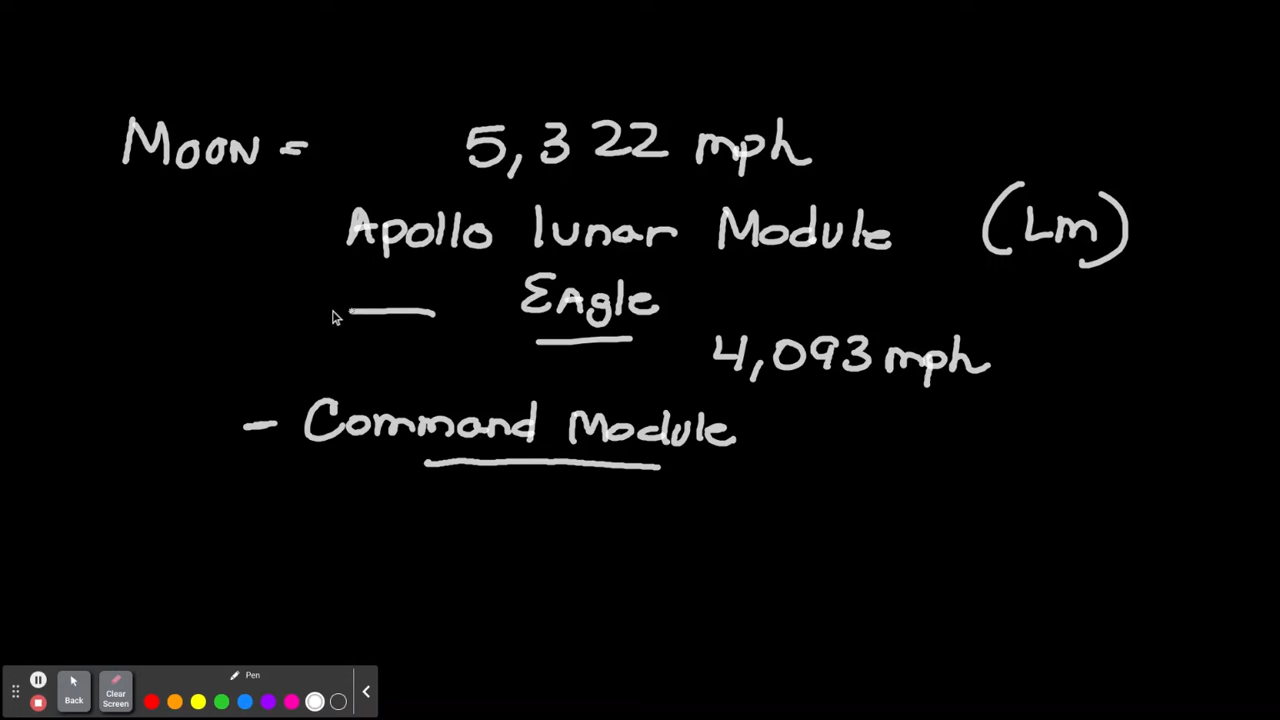 Moon = 5,322 mph
Apollo lunar Module (Lm)
EAgle
4,093 mph
- Command Module
Pen
Back
Clear
Screen